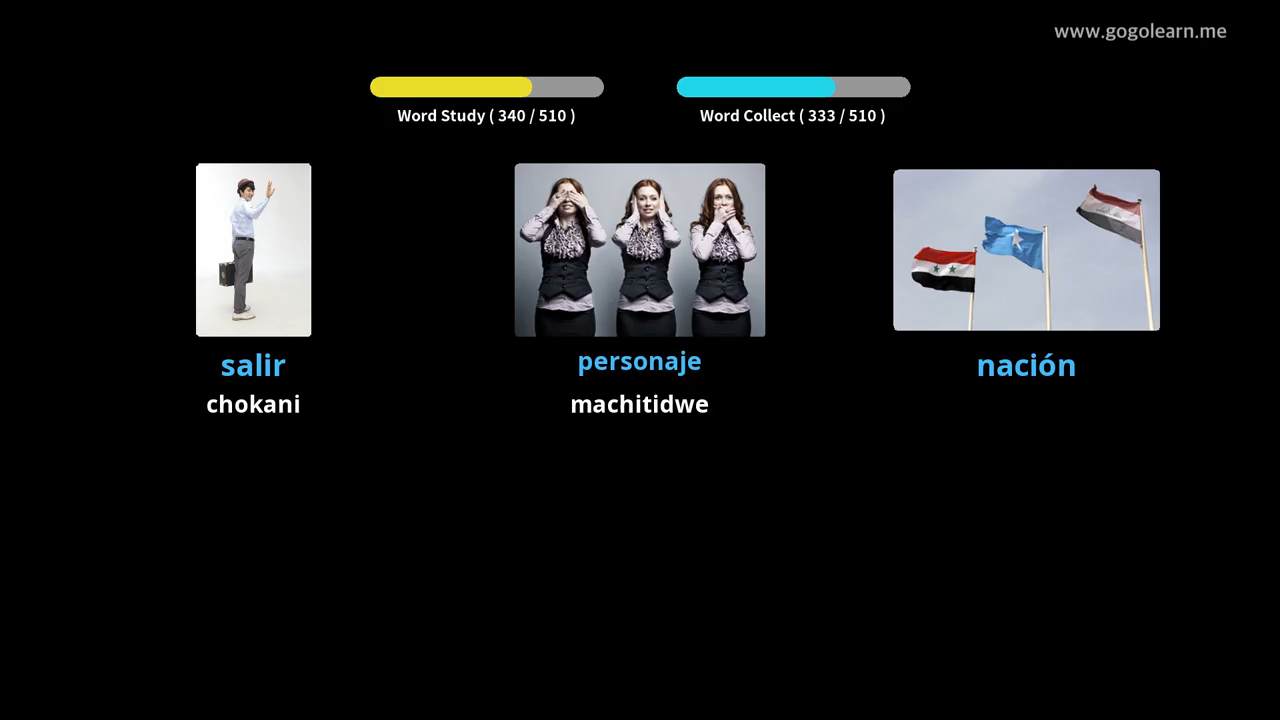 www.gogolearn.me
Word Study ( 340 / 510 )
Word Collect ( 333 / 510 )
salir
personaje
nación
chokani
machitidwe